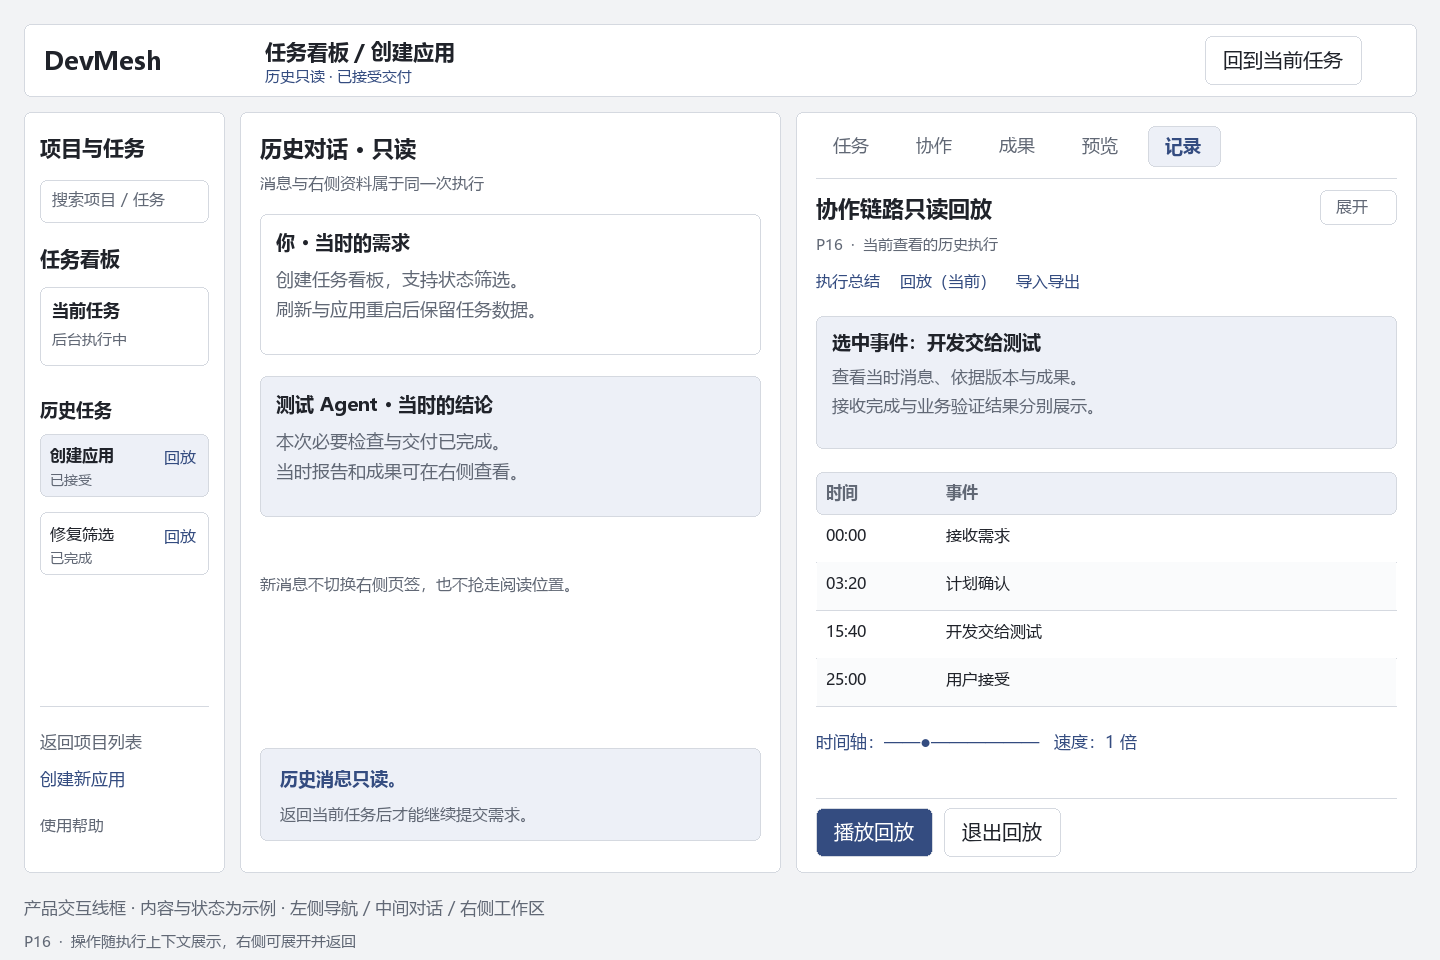 DevMesh
任务看板 / 创建应用
历史只读 · 已接受交付
回到当前任务
项目与任务
搜索项目 / 任务
任务看板
当前任务
后台执行中
历史任务
创建应用
回放
已接受
修复筛选
回放
已完成
返回项目列表
创建新应用
使用帮助
历史对话 · 只读
消息与右侧资料属于同一次执行
你 · 当时的需求
创建任务看板，支持状态筛选。
刷新与应用重启后保留任务数据。
测试 Agent · 当时的结论
本次必要检查与交付已完成。
当时报告和成果可在右侧查看。
新消息不切换右侧页签，也不抢走阅读位置。
历史消息只读。
返回当前任务后才能继续提交需求。
任务 协作 成果 预览 记录
协作链路只读回放
展开
P16 · 当前查看的历史执行
执行总结 回放（当前） 导入导出
选中事件：开发交给测试
查看当时消息、依据版本与成果。
接收完成与业务验证结果分别展示。
时间 事件
00:00 接收需求
03:20 计划确认
15:40 开发交给测试
25:00 用户接受
时间轴：───●─────────── 速度：1 倍
播放回放 退出回放
产品交互线框 · 内容与状态为示例 · 左侧导航 / 中间对话 / 右侧工作区
P16 · 操作随执行上下文展示，右侧可展开并返回